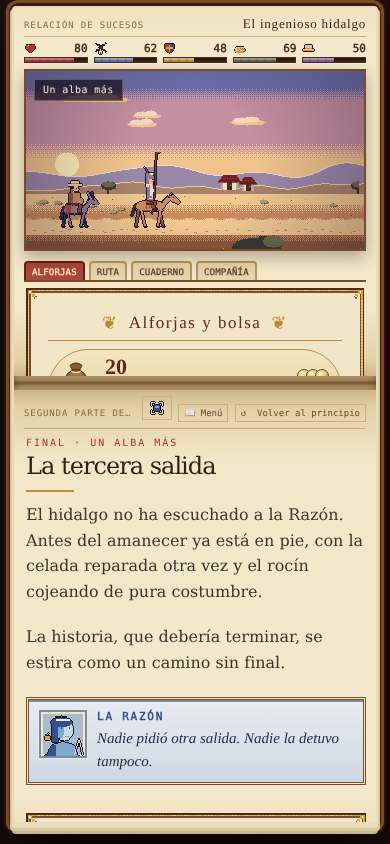 RELACIÓN DE SUCESOS
El ingenioso hidalgo
80 62 48 69 50
Un alba más
ALFORJAS RUTA CUADERNO COMPAÑÍA
Alforjas y bolsa
20
SEGUNDA PARTE DE…
Menú
↺ Volver al principio
FINAL · UN ALBA MÁS
La tercera salida
El hidalgo no ha escuchado a la Razón.
Antes del amanecer ya está en pie, con la
celada reparada otra vez y el rocín
cojeando de pura costumbre.
La historia, que debería terminar, se
estira como un camino sin final.
LA RAZÓN
Nadie pidió otra salida. Nadie la detuvo
tampoco.